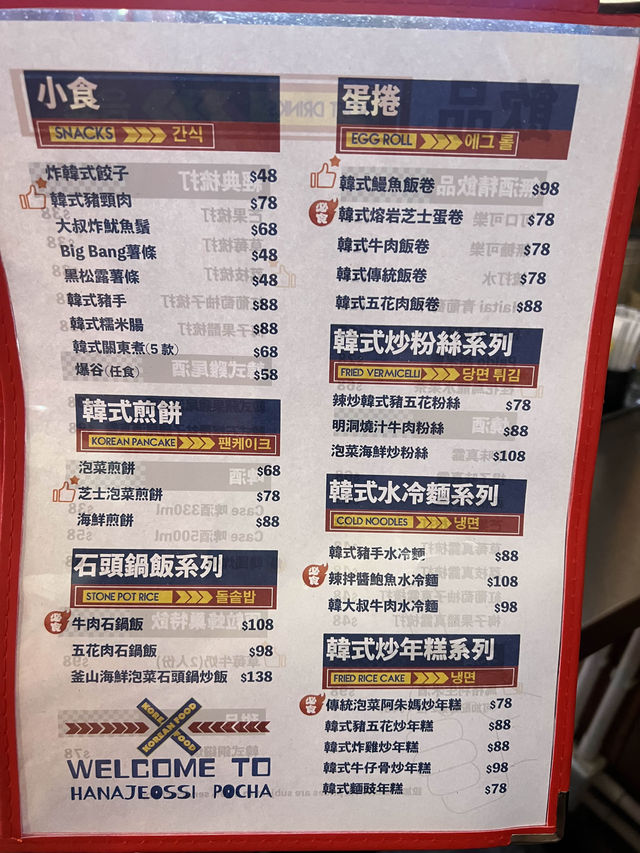 小食
SNACKS 간식
炸韓式餃子 $48
韓式豬頸肉 $78
大叔炸魷魚鬚 $68
Big Bang薯條 $48
黑松露薯條 $48
韓式豬手 $88
韓式糯米腸 $88
韓式關東煮(5 款) $68
爆谷(任食) $58
韓式煎餅
KOREAN PANCAKE 팬케이크
泡菜煎餅 $68
芝士泡菜煎餅 $78
海鮮煎餅 $88
石頭鍋飯系列
STONE POT RICE 돌솥밥
必食 牛肉石鍋飯 $108
五花肉石鍋飯 $98
釜山海鮮泡菜石頭鍋炒飯 $138
KOREAN FOOD
WELCOME TO
HANAJEOSSI POCHA
蛋捲
EGG ROLL 에그 롤
韓式鰻魚飯卷 $98
必食 韓式熔岩芝士蛋卷 $78
韓式牛肉飯卷 $78
韓式傳統飯卷 $78
韓式五花肉飯卷 $88
韓式炒粉絲系列
FRIED VERMICELLI 당면 튀김
辣炒韓式豬五花粉絲 $78
明洞燒汁牛肉粉絲 $88
泡菜海鮮炒粉絲 $108
韓式水冷麵系列
COLD NOODLES 냉면
韓式豬手水冷麵 $88
必食 辣拌醬鮑魚水冷麵 $108
韓大叔牛肉水冷麵 $98
韓式炒年糕系列
FRIED RICE CAKE 냉면
必食 傳統泡菜阿朱媽炒年糕 $78
韓式豬五花炒年糕 $88
韓式炸雞炒年糕 $88
韓式牛仔骨炒年糕 $98
韓式麵豉年糕 $78